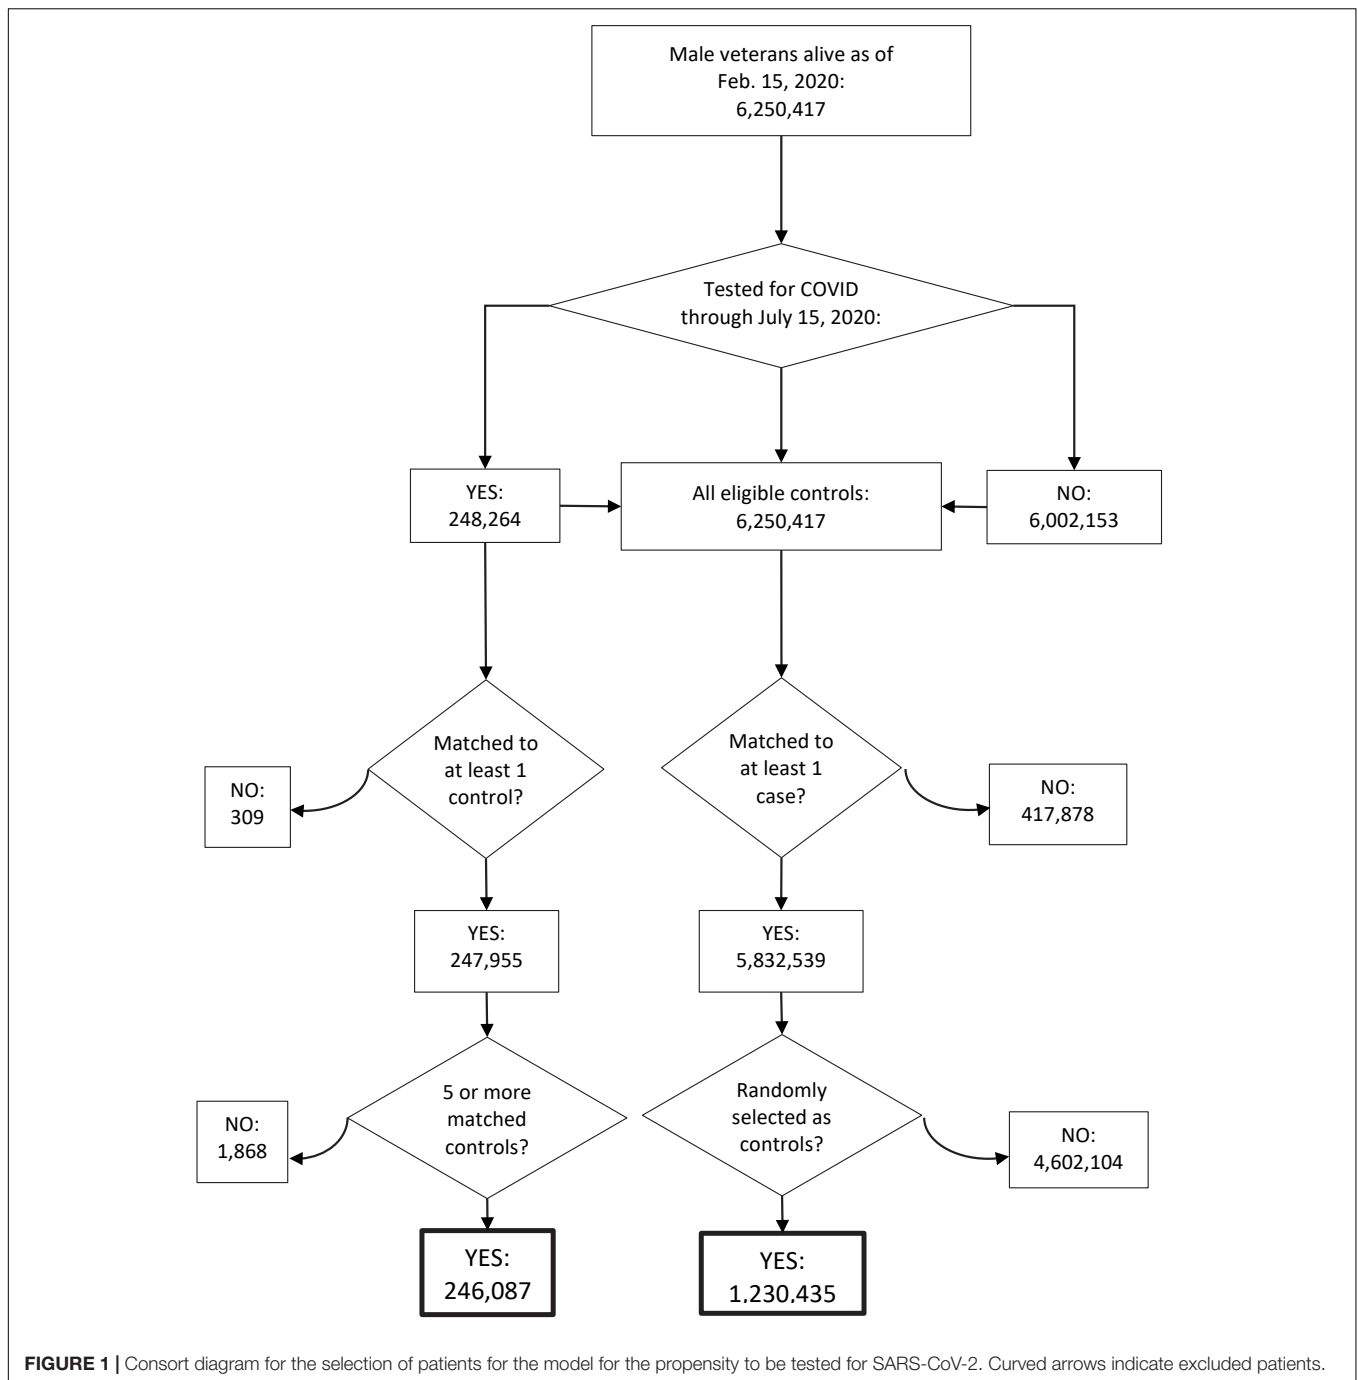 Male veterans alive as of
Feb. 15, 2020:
6,250,417
Tested for COVID
through July 15, 2020:
YES:
248,264
All eligible controls:
6,250,417
NO:
6,002,153
Matched to
at least 1
control?
Matched to
at least 1
case?
NO:
309
NO:
417,878
YES:
247,955
YES:
5,832,539
5 or more
matched
controls?
Randomly
selected as
controls?
NO:
1,868
NO:
4,602,104
YES:
246,087
YES:
1,230,435
FIGURE 1 | Consort diagram for the selection of patients for the model for the propensity to be tested for SARS-CoV-2. Curved arrows indicate excluded patients.